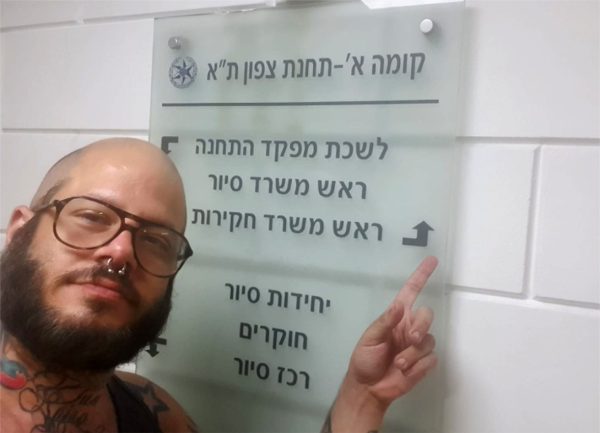 קומה א'-תחנת צפון ת"א
לשכת מפקד התחנה
ראש משרד סיור
ראש משרד חקירות
יחידות סיור
חוקרים
רכז סיור